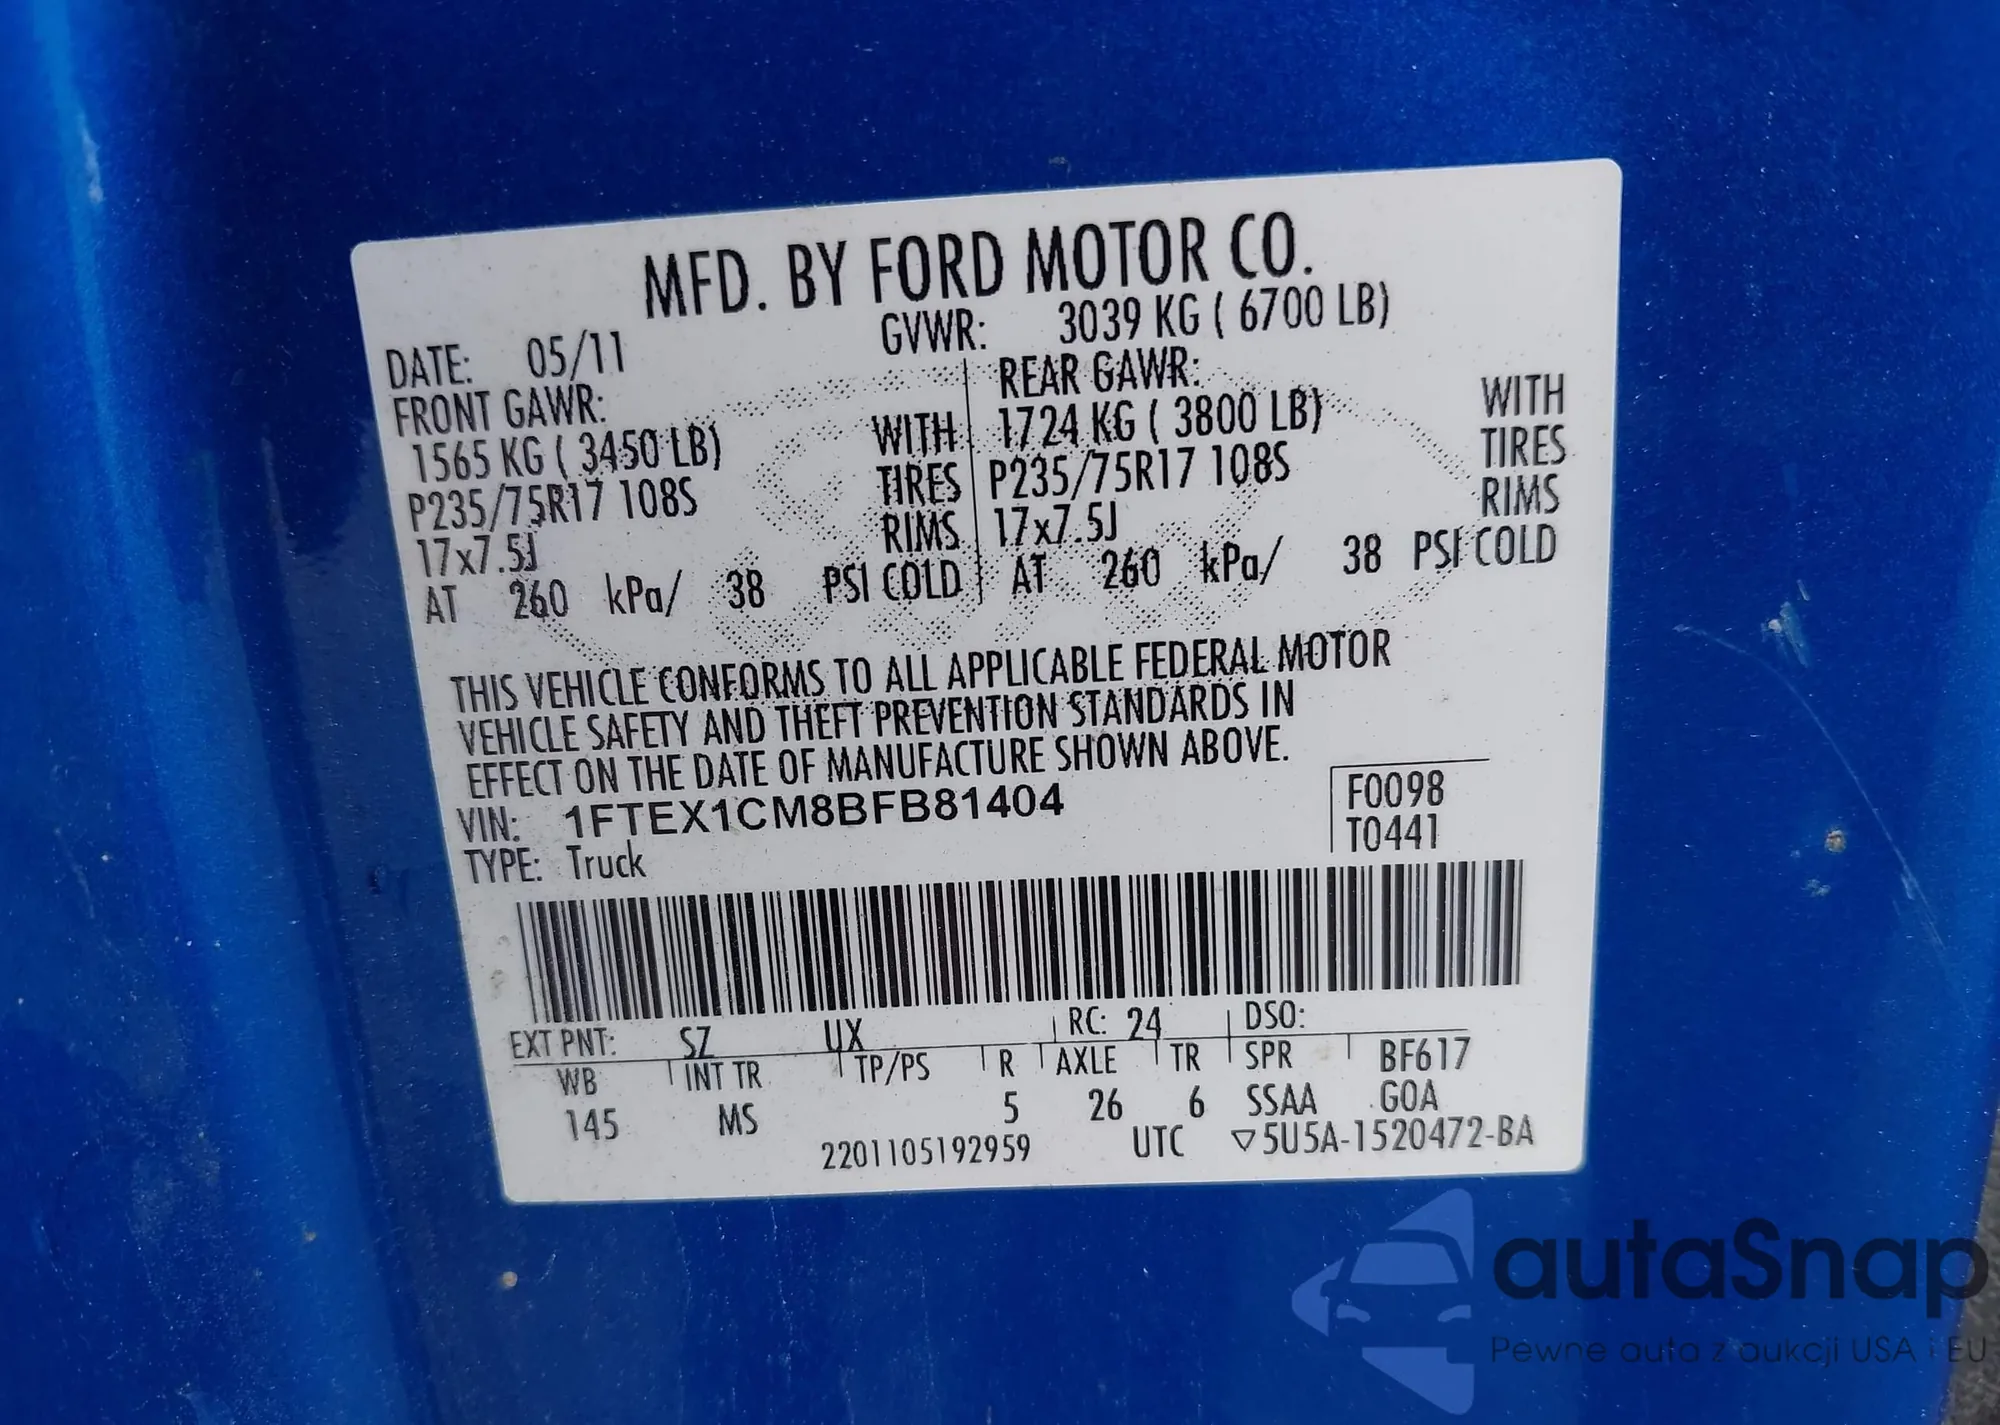 MFD. BY FORD MOTOR CO.
DATE: 05/11 GVWR: 3039 KG ( 6700 LB)
FRONT GAWR: REAR GAWR:
1565 KG ( 3450 LB) WITH 1724 KG ( 3800 LB) WITH
P235/75R17 108S TIRES P235/75R17 108S TIRES
17x7.5J RIMS 17x7.5J RIMS
AT 260 kPa/ 38 PSI COLD AT 260 kPa/ 38 PSI COLD
THIS VEHICLE CONFORMS TO ALL APPLICABLE FEDERAL MOTOR
VEHICLE SAFETY AND THEFT PREVENTION STANDARDS IN
EFFECT ON THE DATE OF MANUFACTURE SHOWN ABOVE.
VIN: 1FTEX1CM8BFB81404 F0098
TYPE: Truck T0441
EXT PNT: SZ UX RC: 24 DSO:
WB INT TR TP/PS R AXLE TR SPR BF617
145 MS 5 26 6 SSAA GOA
2201105192959 UTC ▽5U5A-1520472-BA
autaSnap
Pewne auta z aukcji USA i EU